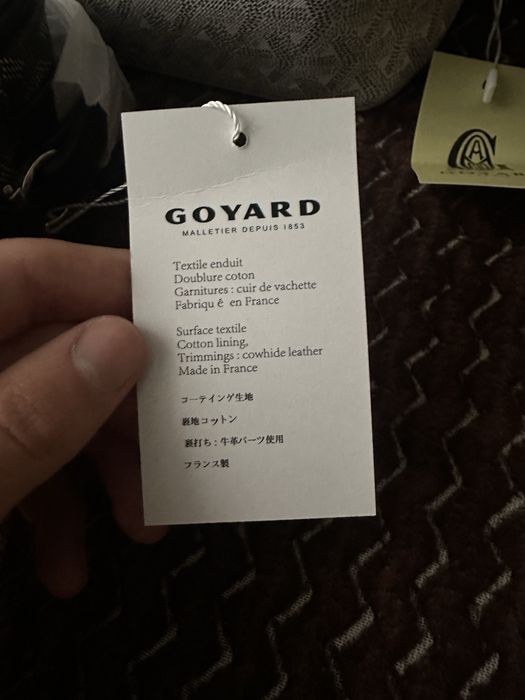 GOYARD
MALLETIER DEPUIS 1853
Textile enduit
Doublure coton
Garnitures : cuir de vachette
Fabriqu é en France
Surface textile
Cotton lining,
Trimmings : cowhide leather
Made in France
コーテイング生地
裏地コットン
裏打ち : 牛革パーツ使用
フランス製
GOYAR